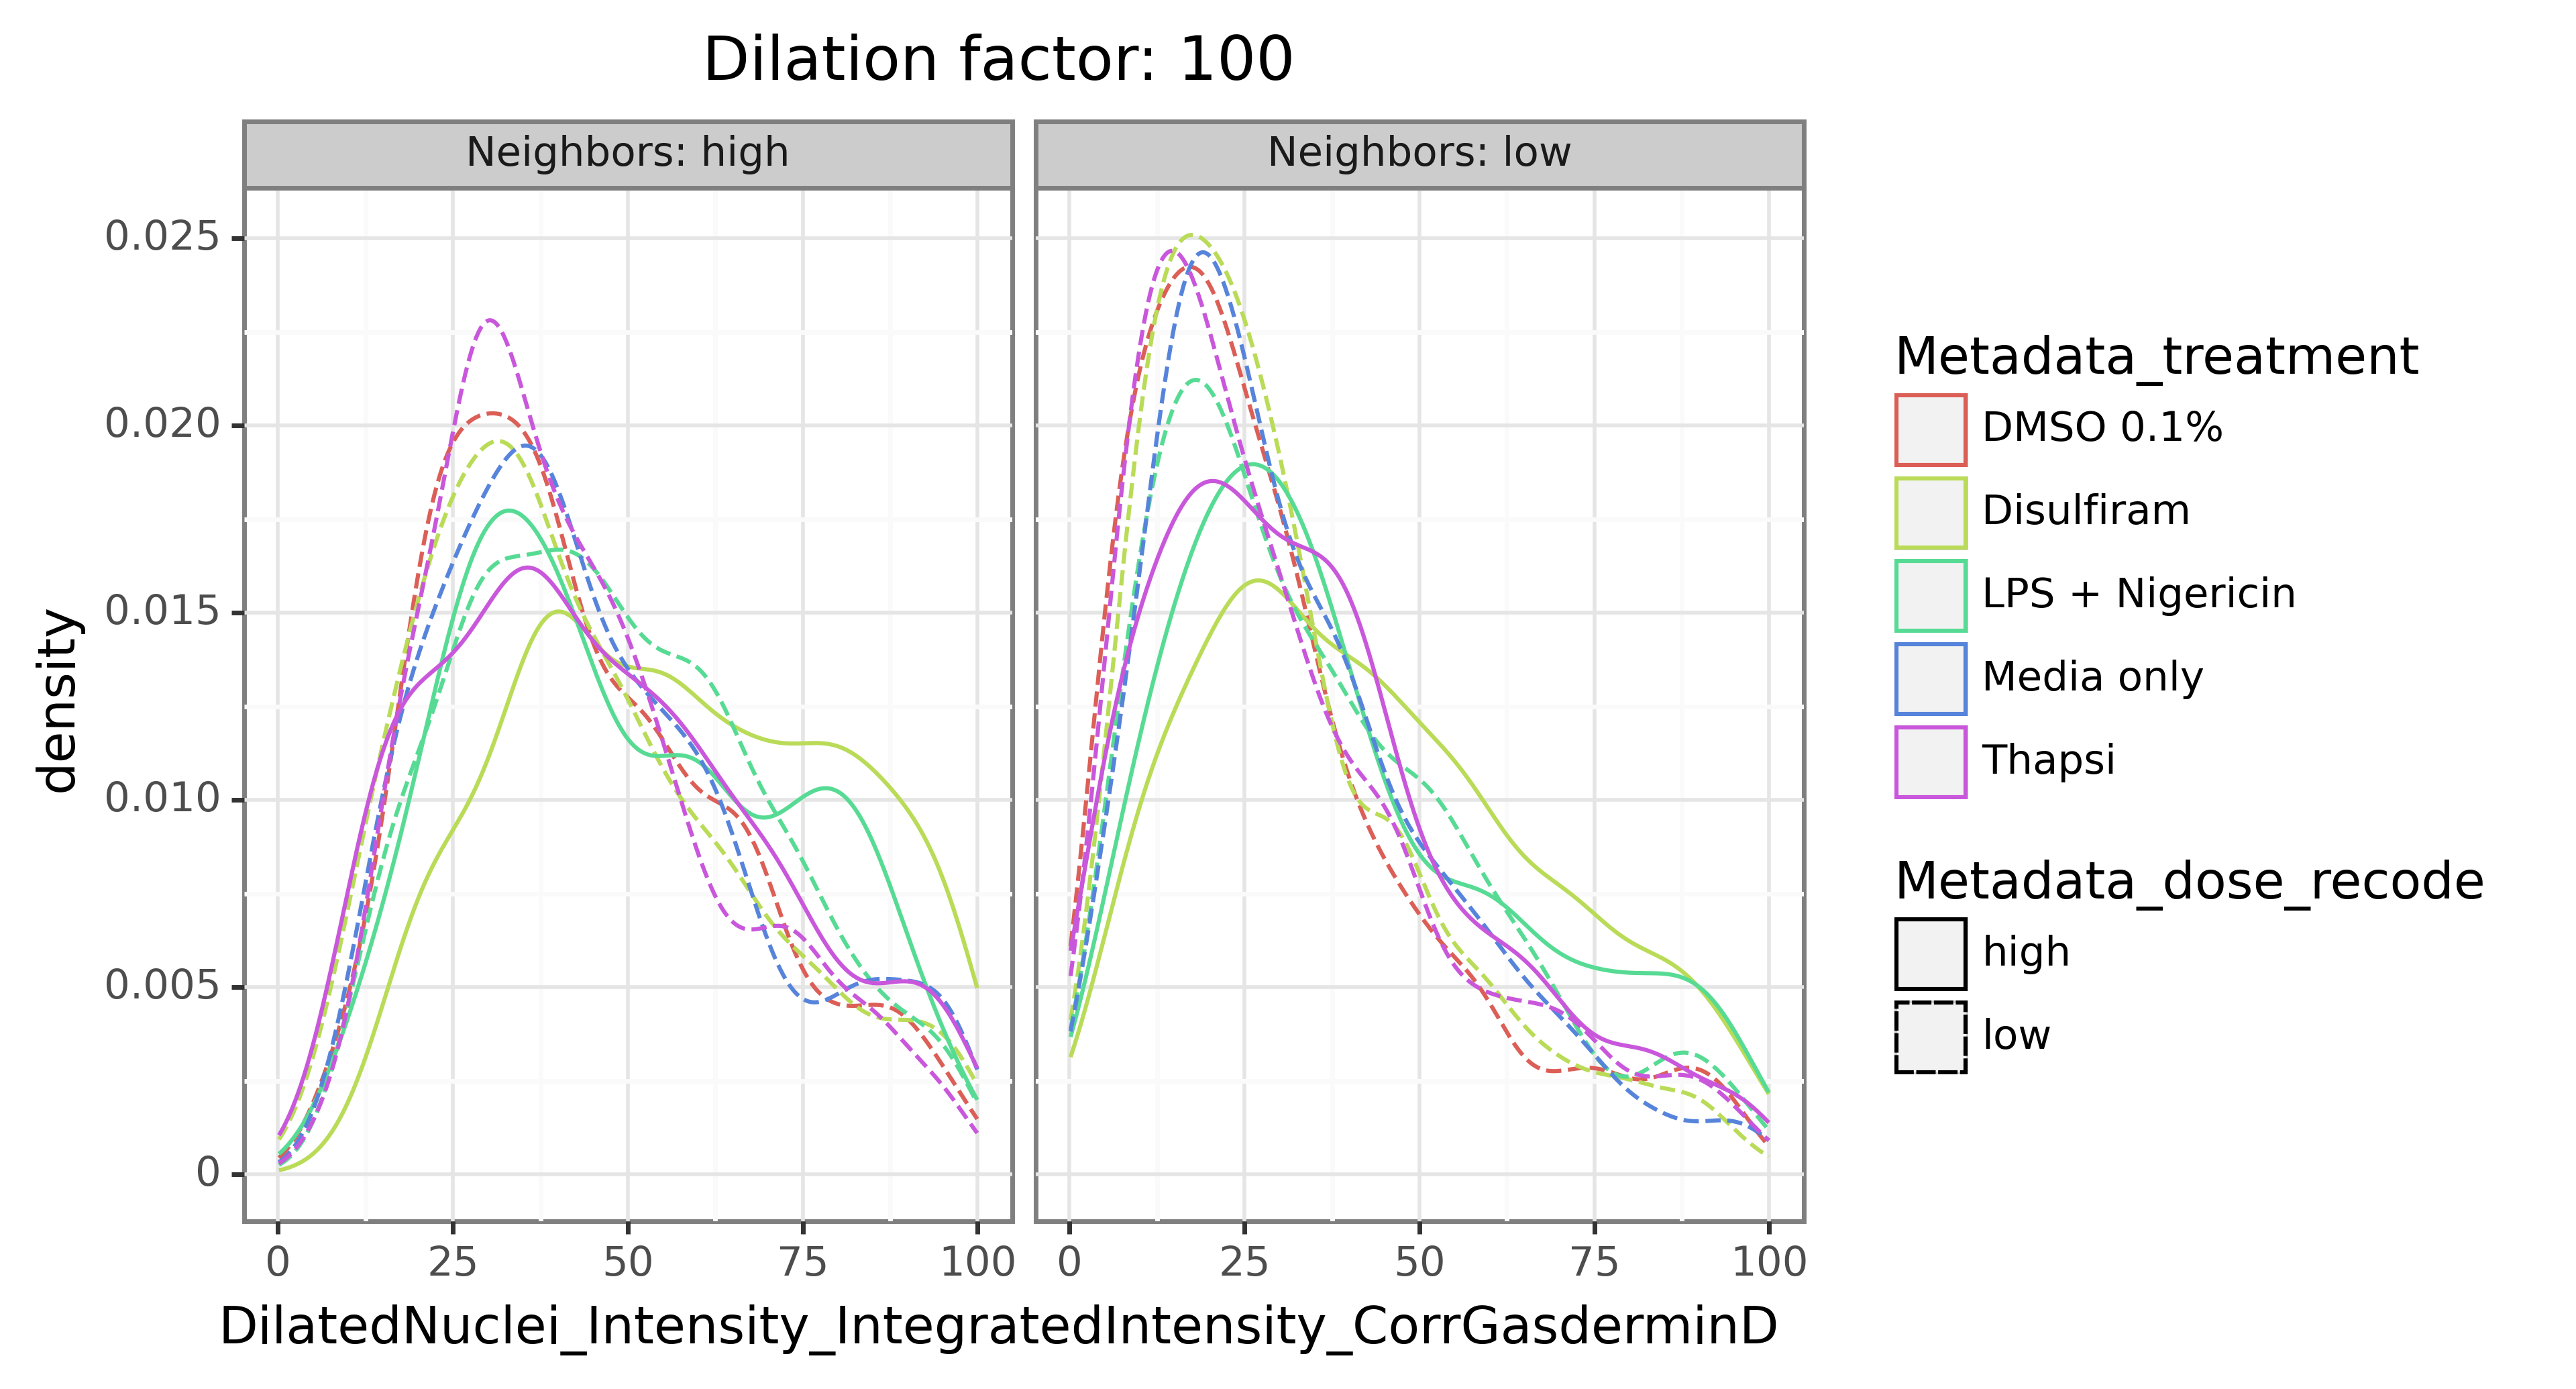 Dilation factor: 100
Neighbors: high
Neighbors: low
density
0.025
0.020
0.015
0.010
0.005
0
0 25 50 75 100
0 25 50 75 100
DilatedNuclei_Intensity_IntegratedIntensity_CorrGasderminD
Metadata_treatment
DMSO 0.1%
Disulfiram
LPS + Nigericin
Media only
Thapsi
Metadata_dose_recode
high
low